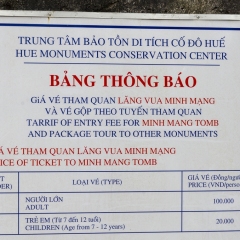 TRUNG TÂM BẢO TỒN DI TÍCH CỐ ĐÔ HUẾ
HUE MONUMENTS CONSERVATION CENTER
BẢNG THÔNG BÁO
GIÁ VÉ THAM QUAN LĂNG VUA MINH MẠNG
VÀ VÉ GỘP THEO TUYẾN THAM QUAN
TARRIF OF ENTRY FEE FOR MINH MANG TOMB
AND PACKAGE TOUR TO OTHER MONUMENTS
VÉ THAM QUAN LĂNG VUA MINH MẠNG
ICE OF TICKET TO MINH MANG TOMB
LOẠI VÉ (TYPE)
GIÁ VÉ (Đồng/ngư
PRICE (VND/person
NGƯỜI LỚN
ADULT
100.000
TRẺ EM (Từ 7 đến 12 tuổi)
CHILDREN (Age from 7 - 12 years)
20.000